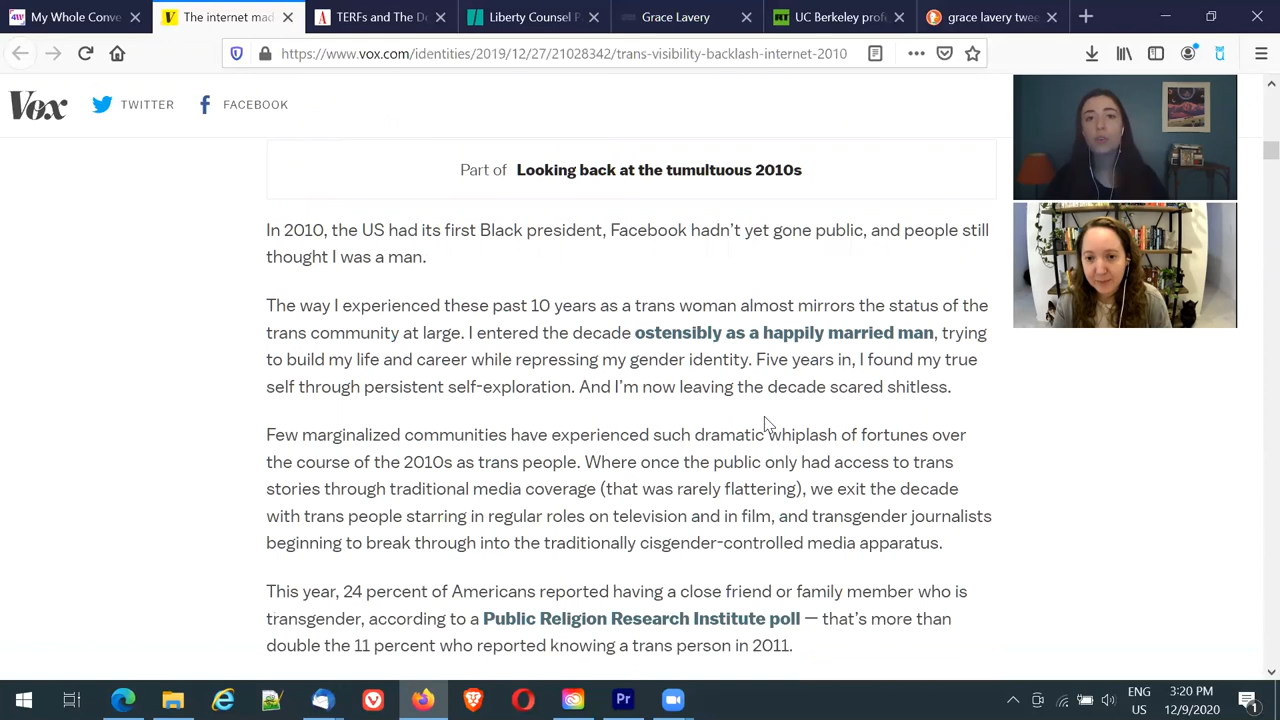 My Whole Conve
The internet mad
TERFs and The D
Liberty Counsel P
Grace Lavery
RT
UC Berkeley prof
grace lavery twee
https://www.vox.com/identities/2019/12/27/21028342/trans-visibility-backlash-internet-2010
Vox
TWITTER
FACEBOOK
Part of Looking back at the tumultuous 2010s
In 2010, the US had its first Black president, Facebook hadn't yet gone public, and people still
thought I was a man.
The way I experienced these past 10 years as a trans woman almost mirrors the status of the
trans community at large. I entered the decade ostensibly as a happily married man, trying
to build my life and career while repressing my gender identity. Five years in, I found my true
self through persistent self-exploration. And I'm now leaving the decade scared shitless.
Few marginalized communities have experienced such dramatic whiplash of fortunes over
the course of the 2010s as trans people. Where once the public only had access to trans
stories through traditional media coverage (that was rarely flattering), we exit the decade
with trans people starring in regular roles on television and in film, and transgender journalists
beginning to break through into the traditionally cisgender-controlled media apparatus.
This year, 24 percent of Americans reported having a close friend or family member who is
transgender, according to a Public Religion Research Institute poll — that's more than
double the 11 percent who reported knowing a trans person in 2011.
Pr
ENG
US
3:20 PM
12/9/2020
1